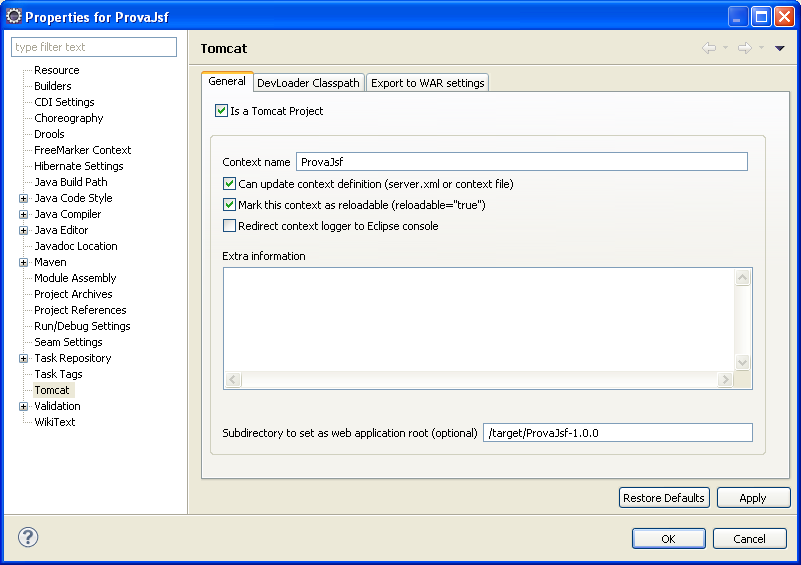 Properties for ProvaJsf
type filter text
Resource
Builders
CDI Settings
Choreography
Drools
FreeMarker Context
Hibernate Settings
Java Build Path
Java Code Style
Java Compiler
Java Editor
Javadoc Location
Maven
Module Assembly
Project Archives
Project References
Run/Debug Settings
Seam Settings
Task Repository
Task Tags
Tomcat
Validation
WikiText
Tomcat
General DevLoader Classpath Export to WAR settings
Is a Tomcat Project
Context name ProvaJsf
Can update context definition (server.xml or context file)
Mark this context as reloadable (reloadable="true")
Redirect context logger to Eclipse console
Extra information
Subdirectory to set as web application root (optional) /target/ProvaJsf-1.0.0
Restore Defaults Apply
? OK Cancel